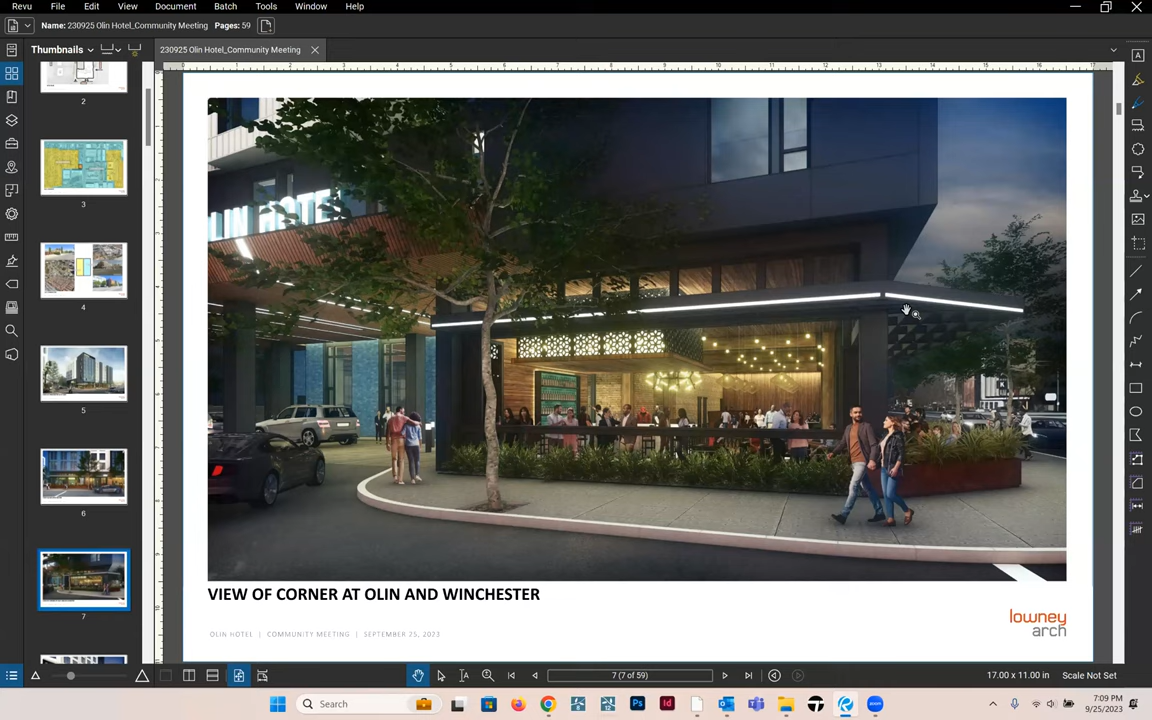 Revu File Edit View Document Batch Tools Window Help
Name: 230925 Olin Hotel_Community Meeting Pages: 59
Thumbnails
230925 Olin Hotel_Community Meeting
2
3
4
5
6
7
OLIN HOTEL
VIEW OF CORNER AT OLIN AND WINCHESTER
OLIN HOTEL | COMMUNITY MEETING | SEPTEMBER 25, 2023
lowney
arch
7 (7 of 59)
17.00 x 11.00 in Scale Not Set
Search
7:09 PM
9/25/2023